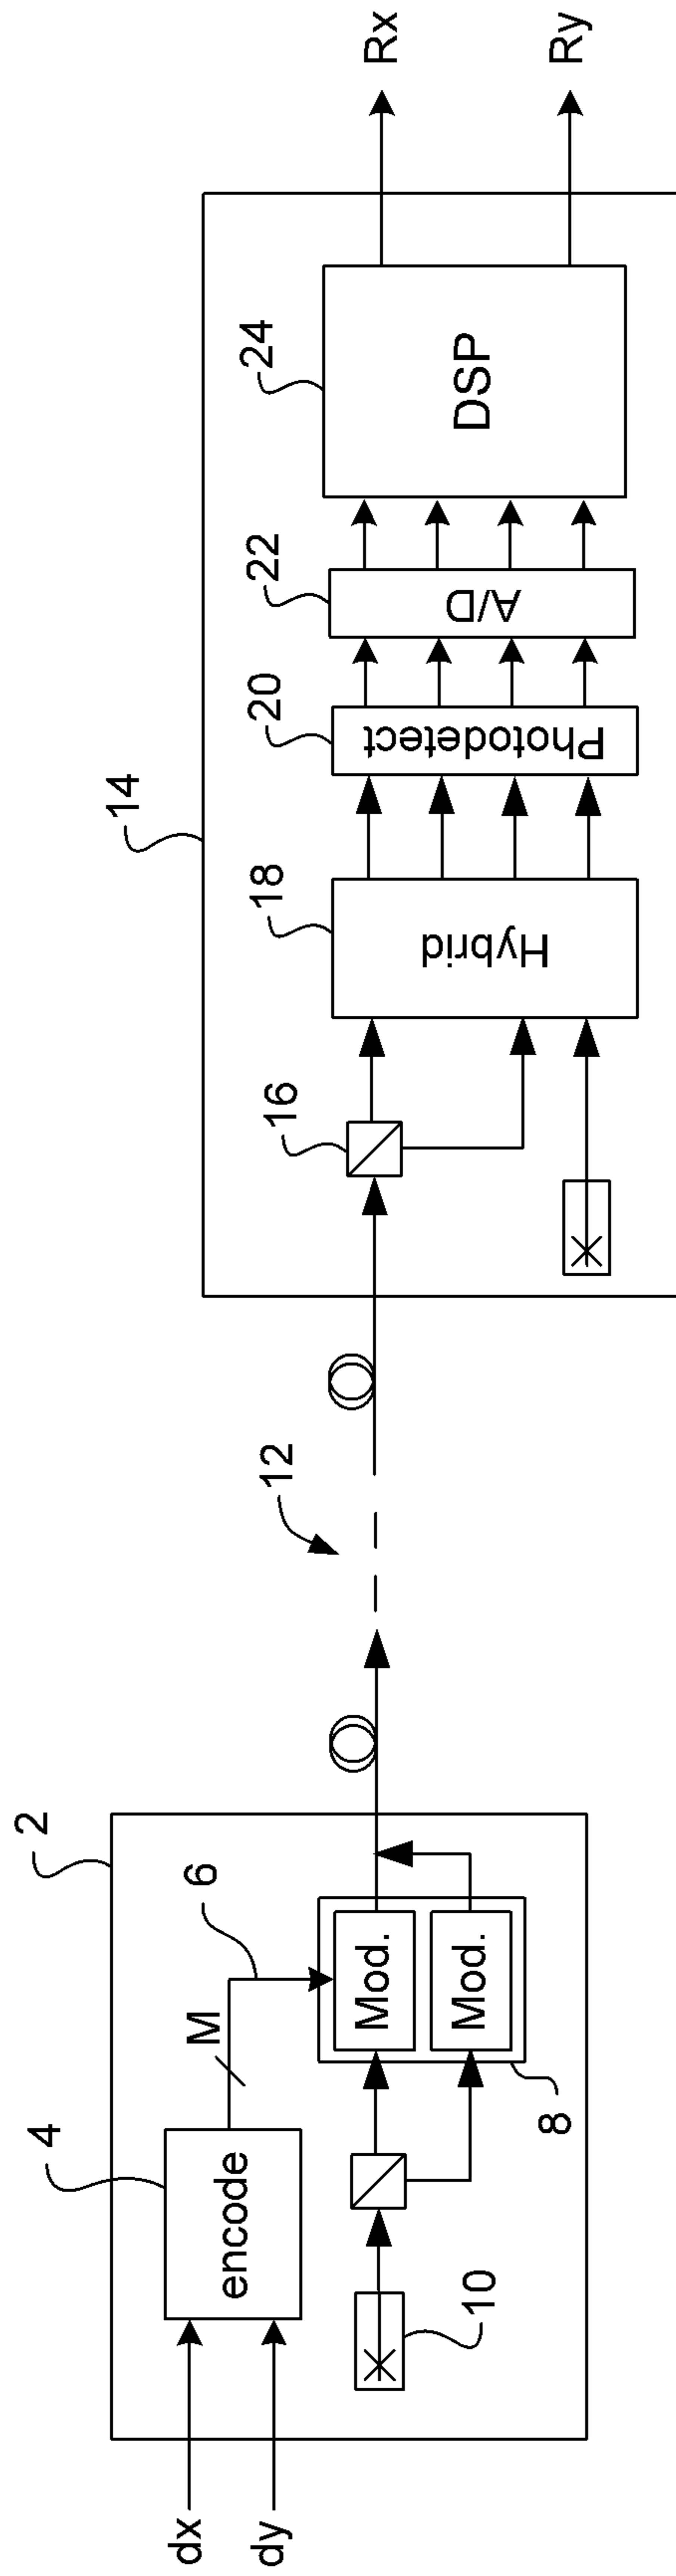 dx
dy
2
4
encode
M
6
10
Mod.
Mod.
8
12
14
16
18
Hybrid
20
Photodetect
22
A/D
24
DSP
Rx
Ry